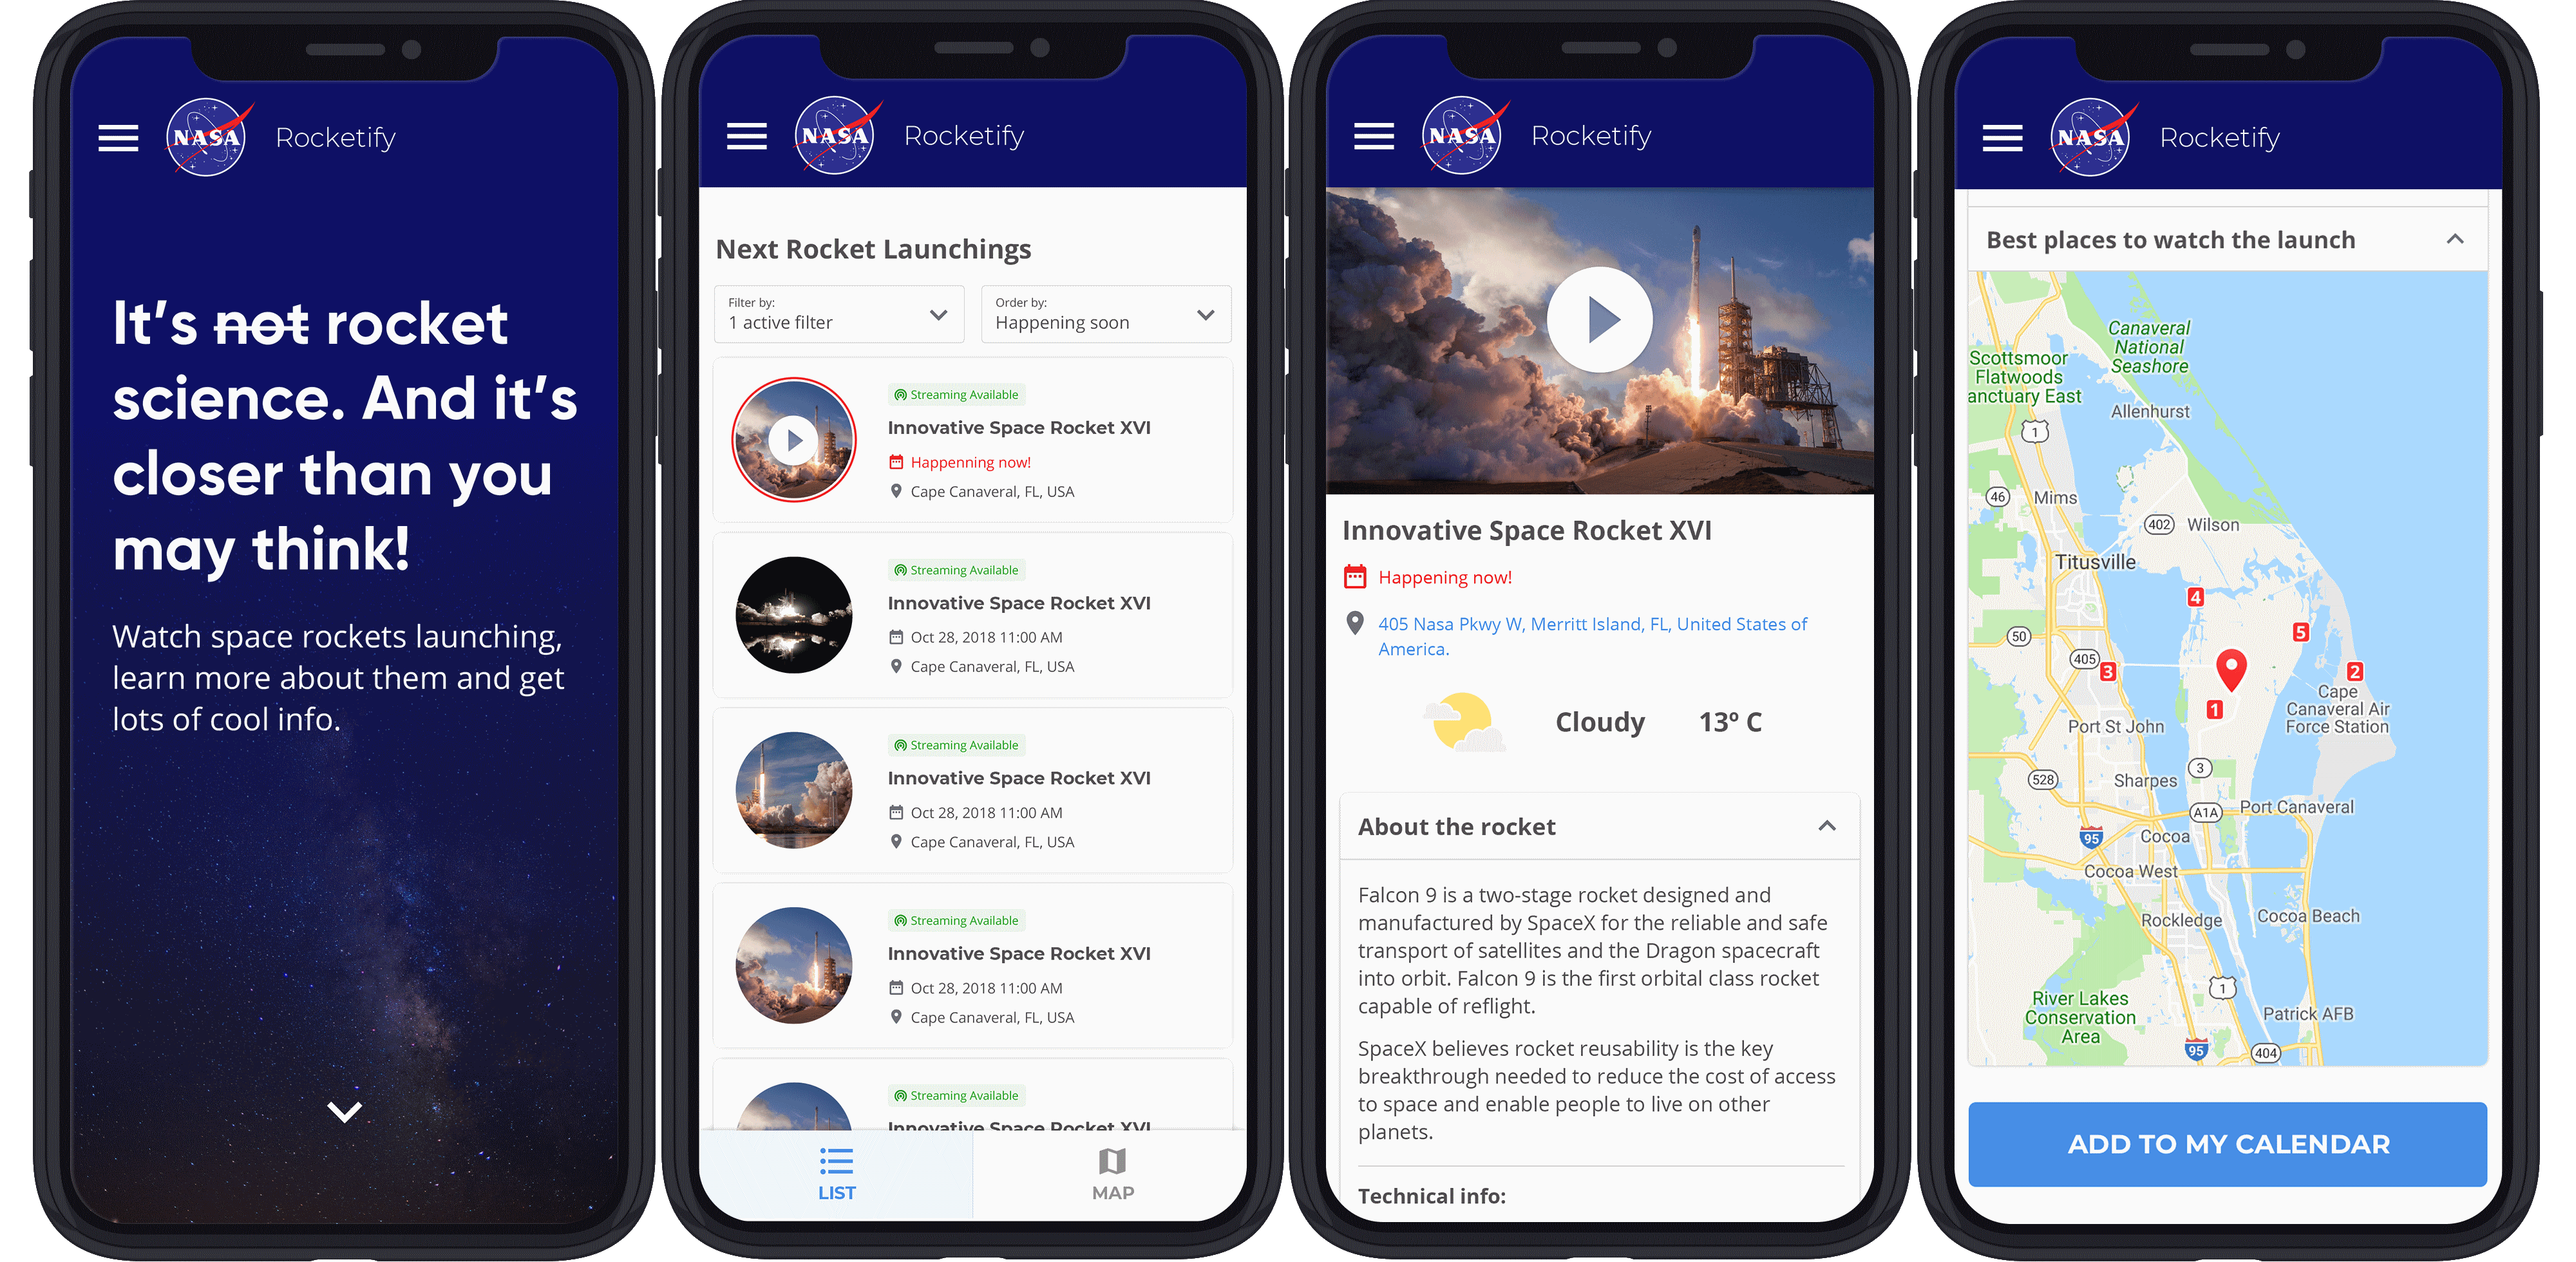 NASA
Rocketify
It's not rocket
science. And it's
closer than you
may think!
Watch space rockets launching,
learn more about them and get
lots of cool info.
NASA
Rocketify
Next Rocket Launchings
Filter by:
1 active filter
Order by:
Happening soon
Streaming Available
Innovative Space Rocket XVI
Happenning now!
Cape Canaveral, FL, USA
Streaming Available
Innovative Space Rocket XVI
Oct 28, 2018 11:00 AM
Cape Canaveral, FL, USA
Streaming Available
Innovative Space Rocket XVI
Oct 28, 2018 11:00 AM
Cape Canaveral, FL, USA
Streaming Available
Innovative Space Rocket XVI
Oct 28, 2018 11:00 AM
Cape Canaveral, FL, USA
Streaming Available
Innovative Space Rocket XVI
LIST
MAP
NASA
Rocketify
Innovative Space Rocket XVI
Happening now!
405 Nasa Pkwy W, Merritt Island, FL, United States of
America.
Cloudy
13º C
About the rocket
Falcon 9 is a two-stage rocket designed and
manufactured by SpaceX for the reliable and safe
transport of satellites and the Dragon spacecraft
into orbit. Falcon 9 is the first orbital class rocket
capable of reflight.
SpaceX believes rocket reusability is the key
breakthrough needed to reduce the cost of access
to space and enable people to live on other
planets.
Technical info:
NASA
Rocketify
Best places to watch the launch
Canaveral
National
Seashore
Scottsmoor
Flatwoods
anctuary East
Allenhurst
1
46
Mims
402
Wilson
Titusville
4
5
50
405
3
2
1
Cape
Canaveral Air
Force Station
Port St John
3
528
Sharpes
A1A
Port Canaveral
95
Cocoa
Cocoa West
Rockledge
Cocoa Beach
1
River Lakes
Conservation
Area
Patrick AFB
95
404
ADD TO MY CALENDAR